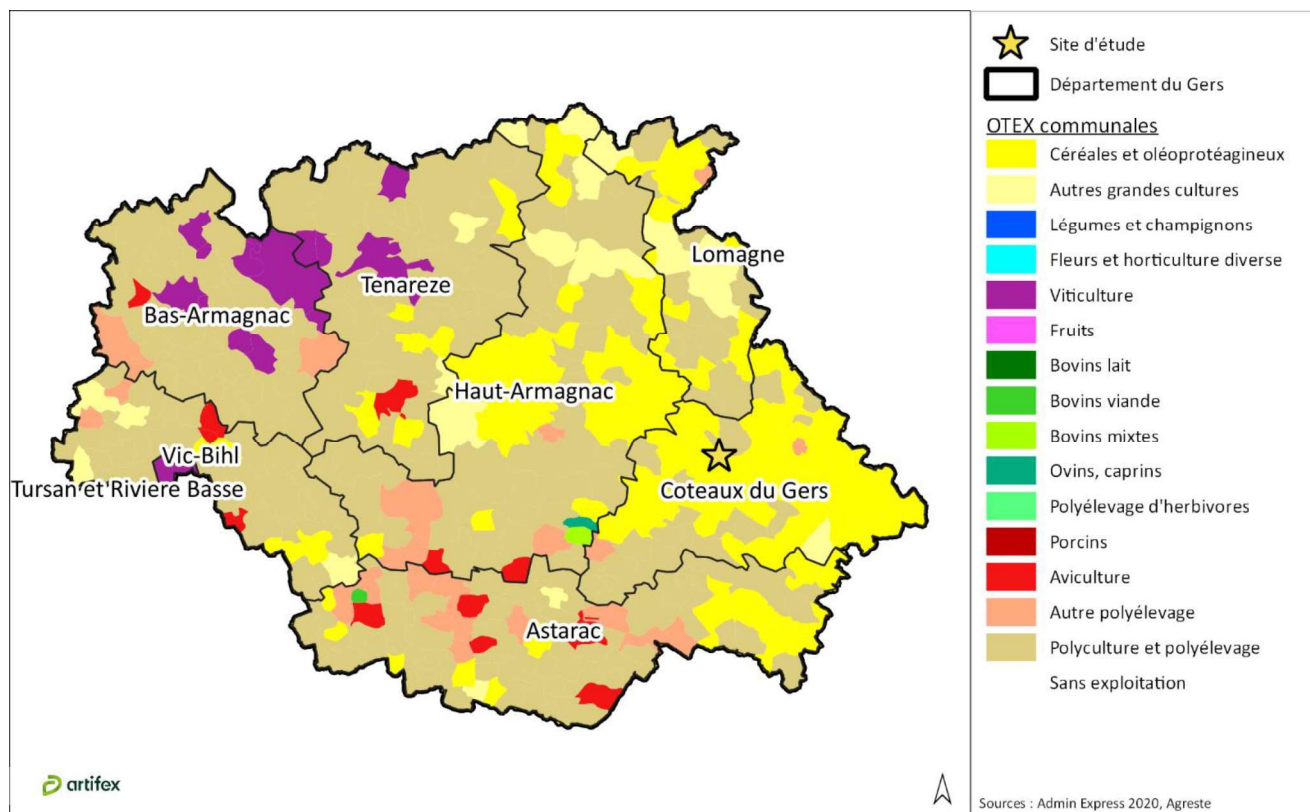 Lomagne
Tenareze
Bas-Armagnac
Haut-Armagnac
Vic-Bihl
Coteaux du Gers
Tursan et Riviere Basse
Astarac
artifex
Site d'étude
Département du Gers
OTEX communales
Céréales et oléoprotéagineux
Autres grandes cultures
Légumes et champignons
Fleurs et horticulture diverse
Viticulture
Fruits
Bovins lait
Bovins viande
Bovins mixtes
Ovins, caprins
Polyélevage d'herbivores
Porcins
Aviculture
Autre polyélevage
Polyculture et polyélevage
Sans exploitation
Sources : Admin Express 2020, Agreste